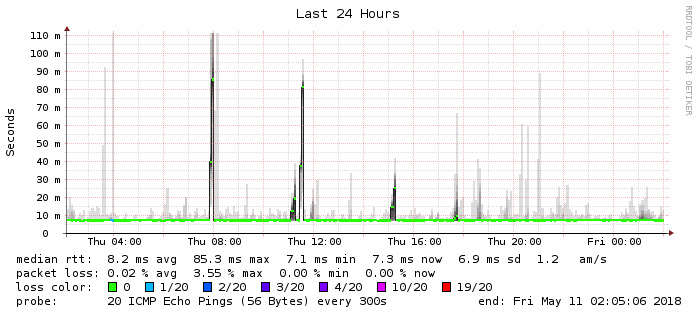 Last 24 Hours
RRDTOOL / TOBI OETIKER
Seconds
110 m
100 m
90 m
80 m
70 m
60 m
50 m
40 m
30 m
20 m
10 m
0
Thu 04:00 Thu 08:00 Thu 12:00 Thu 16:00 Thu 20:00 Fri 00:00
median rtt: 8.2 ms avg 85.3 ms max 7.1 ms min 7.3 ms now 6.9 ms sd 1.2 am/s
packet loss: 0.02 % avg 3.55 % max 0.00 % min 0.00 % now
loss color: 0 1/20 2/20 3/20 4/20 10/20 19/20
probe: 20 ICMP Echo Pings (56 Bytes) every 300s end: Fri May 11 02:05:06 2018